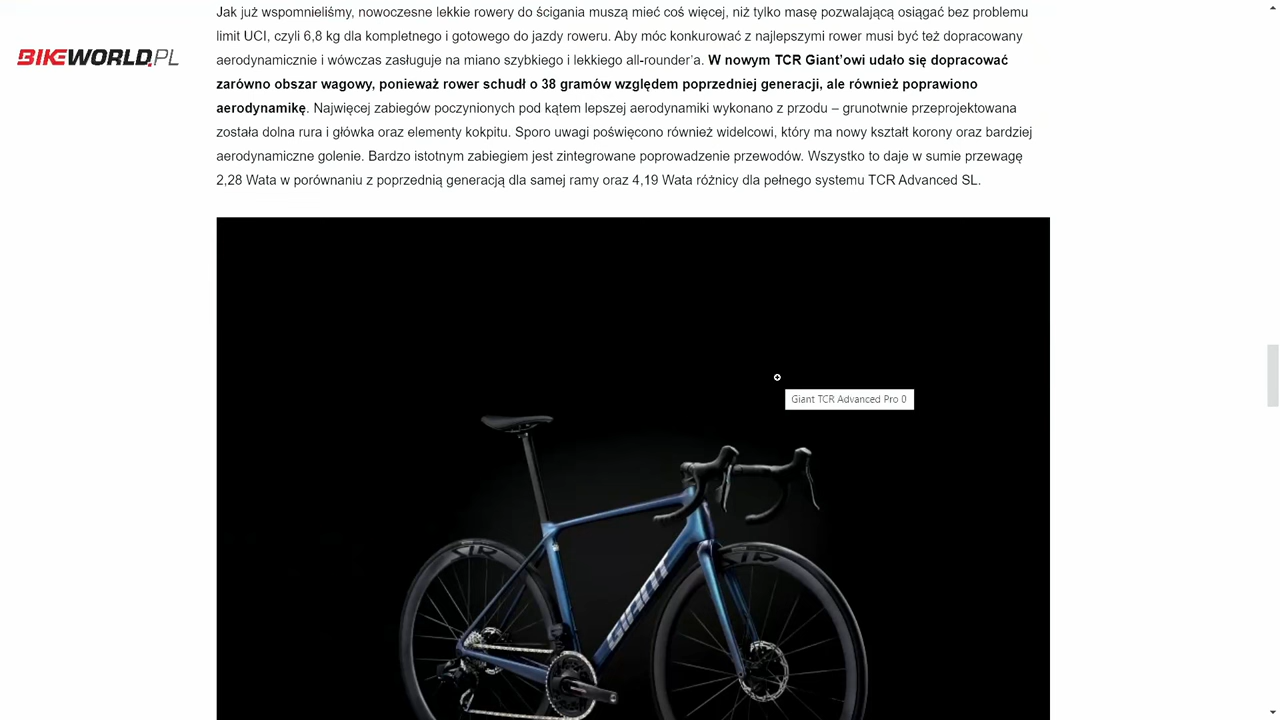 Jak już wspomnieliśmy, nowoczesne lekkie rowery do ścigania muszą mieć coś więcej, niż tylko masę pozwalającą osiągać bez problemu
limit UCI, czyli 6,8 kg dla kompletnego i gotowego do jazdy roweru. Aby móc konkurować z najlepszymi rower musi być też dopracowany
BIKEWORLD.PL
aerodynamicznie i wówczas zasługuje na miano szybkiego i lekkiego all-rounder’a. W nowym TCR Giant’owi udało się dopracować
zarówno obszar wagowy, ponieważ rower schudł o 38 gramów względem poprzedniej generacji, ale również poprawiono
aerodynamikę. Najwięcej zabiegów poczynionych pod kątem lepszej aerodynamiki wykonano z przodu – grunotwnie przeprojektowana
została dolna rura i główka oraz elementy kokpitu. Sporo uwagi poświęcono również widelcowi, który ma nowy kształt korony oraz bardziej
aerodynamiczne golenie. Bardzo istotnym zabiegiem jest zintegrowane poprowadzenie przewodów. Wszystko to daje w sumie przewagę
2,28 Wata w porównaniu z poprzednią generacją dla samej ramy oraz 4,19 Wata różnicy dla pełnego systemu TCR Advanced SL.
Giant TCR Advanced Pro 0
GIANT